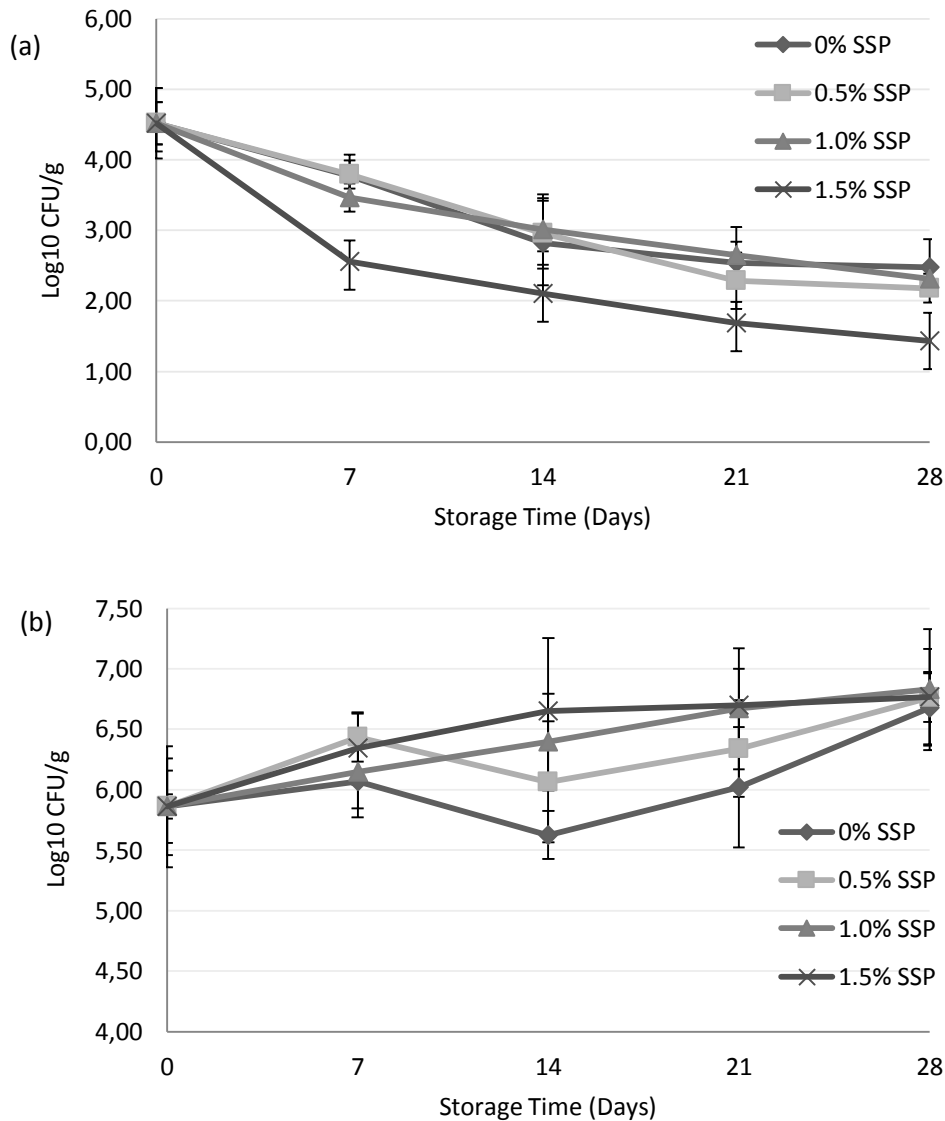 (a)
6,00
5,00
4,00
3,00
2,00
1,00
0,00
Log10 CFU/g
0% SSP
0.5% SSP
1.0% SSP
1.5% SSP
0 7 14 21 28
Storage Time (Days)
(b)
7,50
7,00
6,50
6,00
5,50
5,00
4,50
4,00
Log10 CFU/g
0% SSP
0.5% SSP
1.0% SSP
1.5% SSP
0 7 14 21 28
Storage Time (Days)